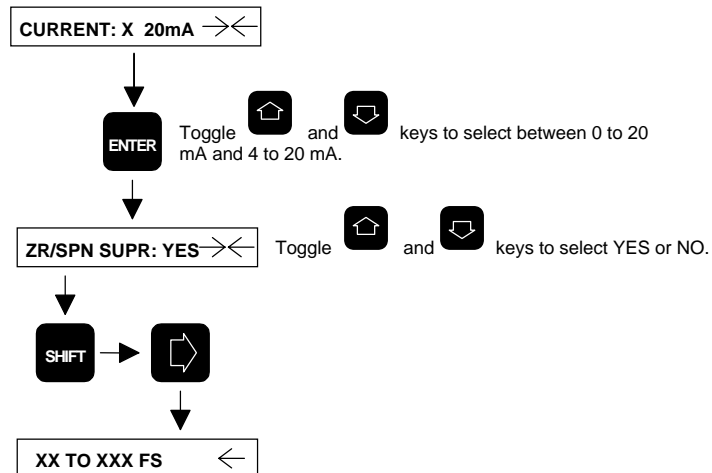 CURRENT: X 20mA
ENTER
Toggle and keys to select between 0 to 20
mA and 4 to 20 mA.
ZR/SPN SUPR: YES
Toggle and keys to select YES or NO.
SHIFT
XX TO XXX FS